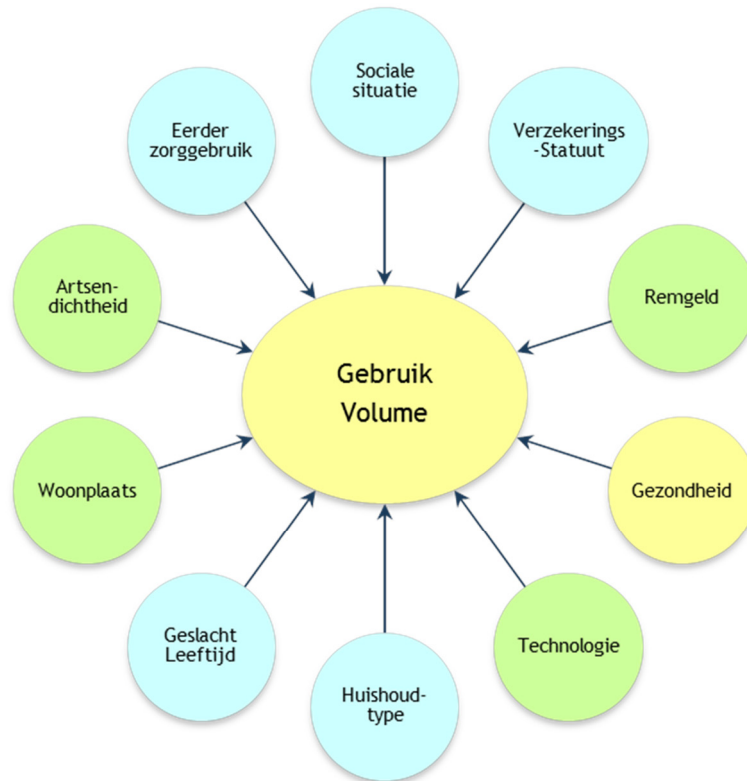 Sociale
situatie
Verzekerings
-Statuut
Remgeld
Gezondheid
Technologie
Huishoud-
type
Geslacht
Leeftijd
Woonplaats
Artsen-
dichtheid
Eerder
zorggebruik
Gebruik
Volume